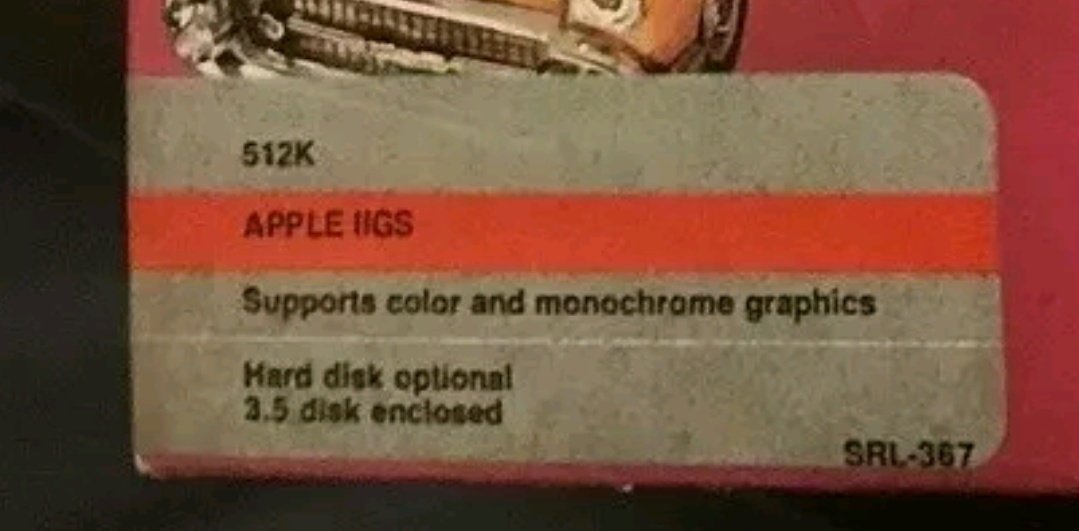 512K
APPLE IIGS
Supports color and monochrome graphics
Hard disk optional
3.5 disk enclosed
SRL-367